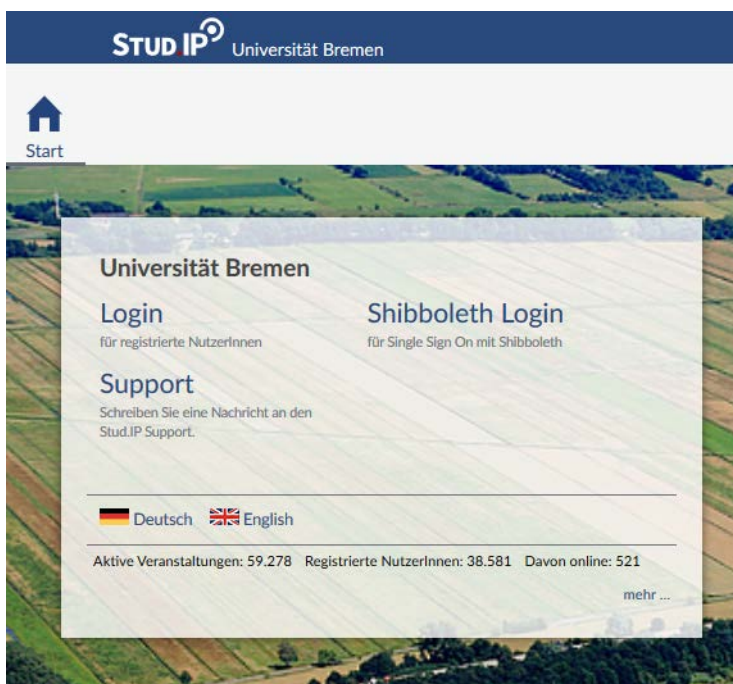 STUD.IP Universität Bremen
Start
Universität Bremen
Login
für registrierte NutzerInnen
Shibboleth Login
für Single Sign On mit Shibboleth
Support
Schreiben Sie eine Nachricht an den
Stud.IP Support.
Deutsch English
Aktive Veranstaltungen: 59.278 Registrierte NutzerInnen: 38.581 Davon online: 521
mehr ...